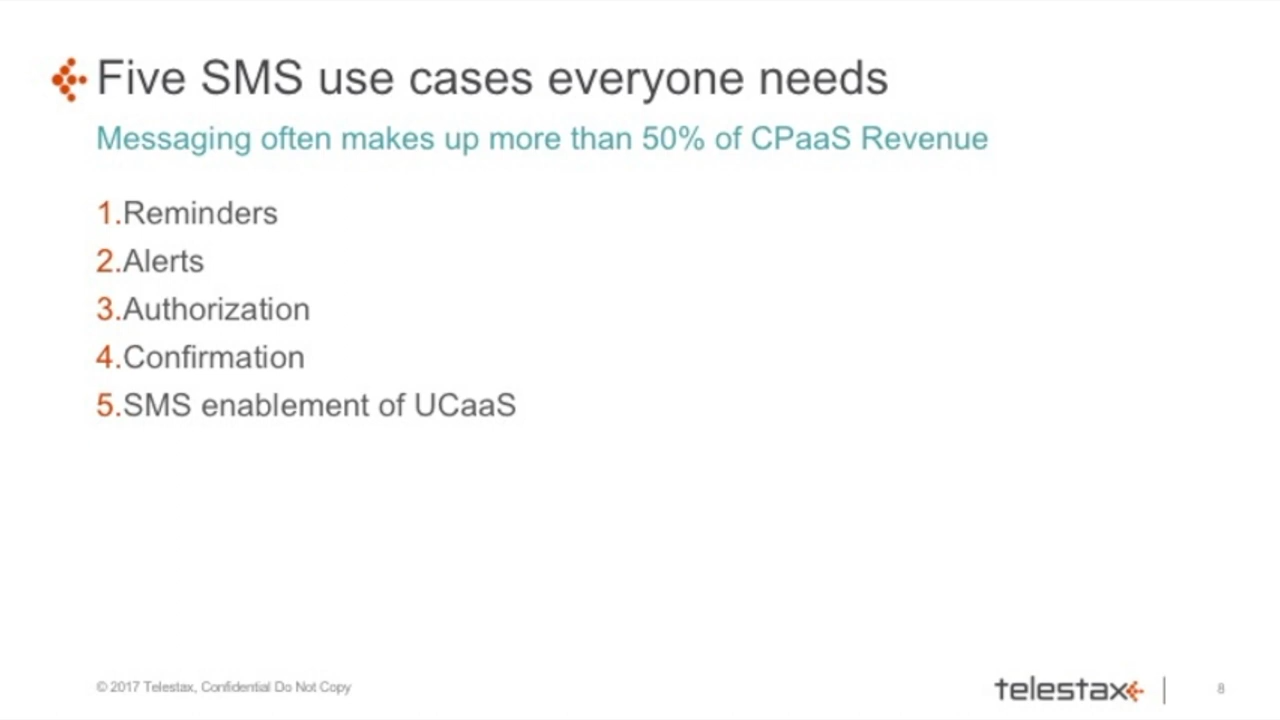 Five SMS use cases everyone needs
Messaging often makes up more than 50% of CPaaS Revenue
1.Reminders
2.Alerts
3.Authorization
4.Confirmation
5.SMS enablement of UCaaS
© 2017 Telestax, Confidential Do Not Copy
telestax
8